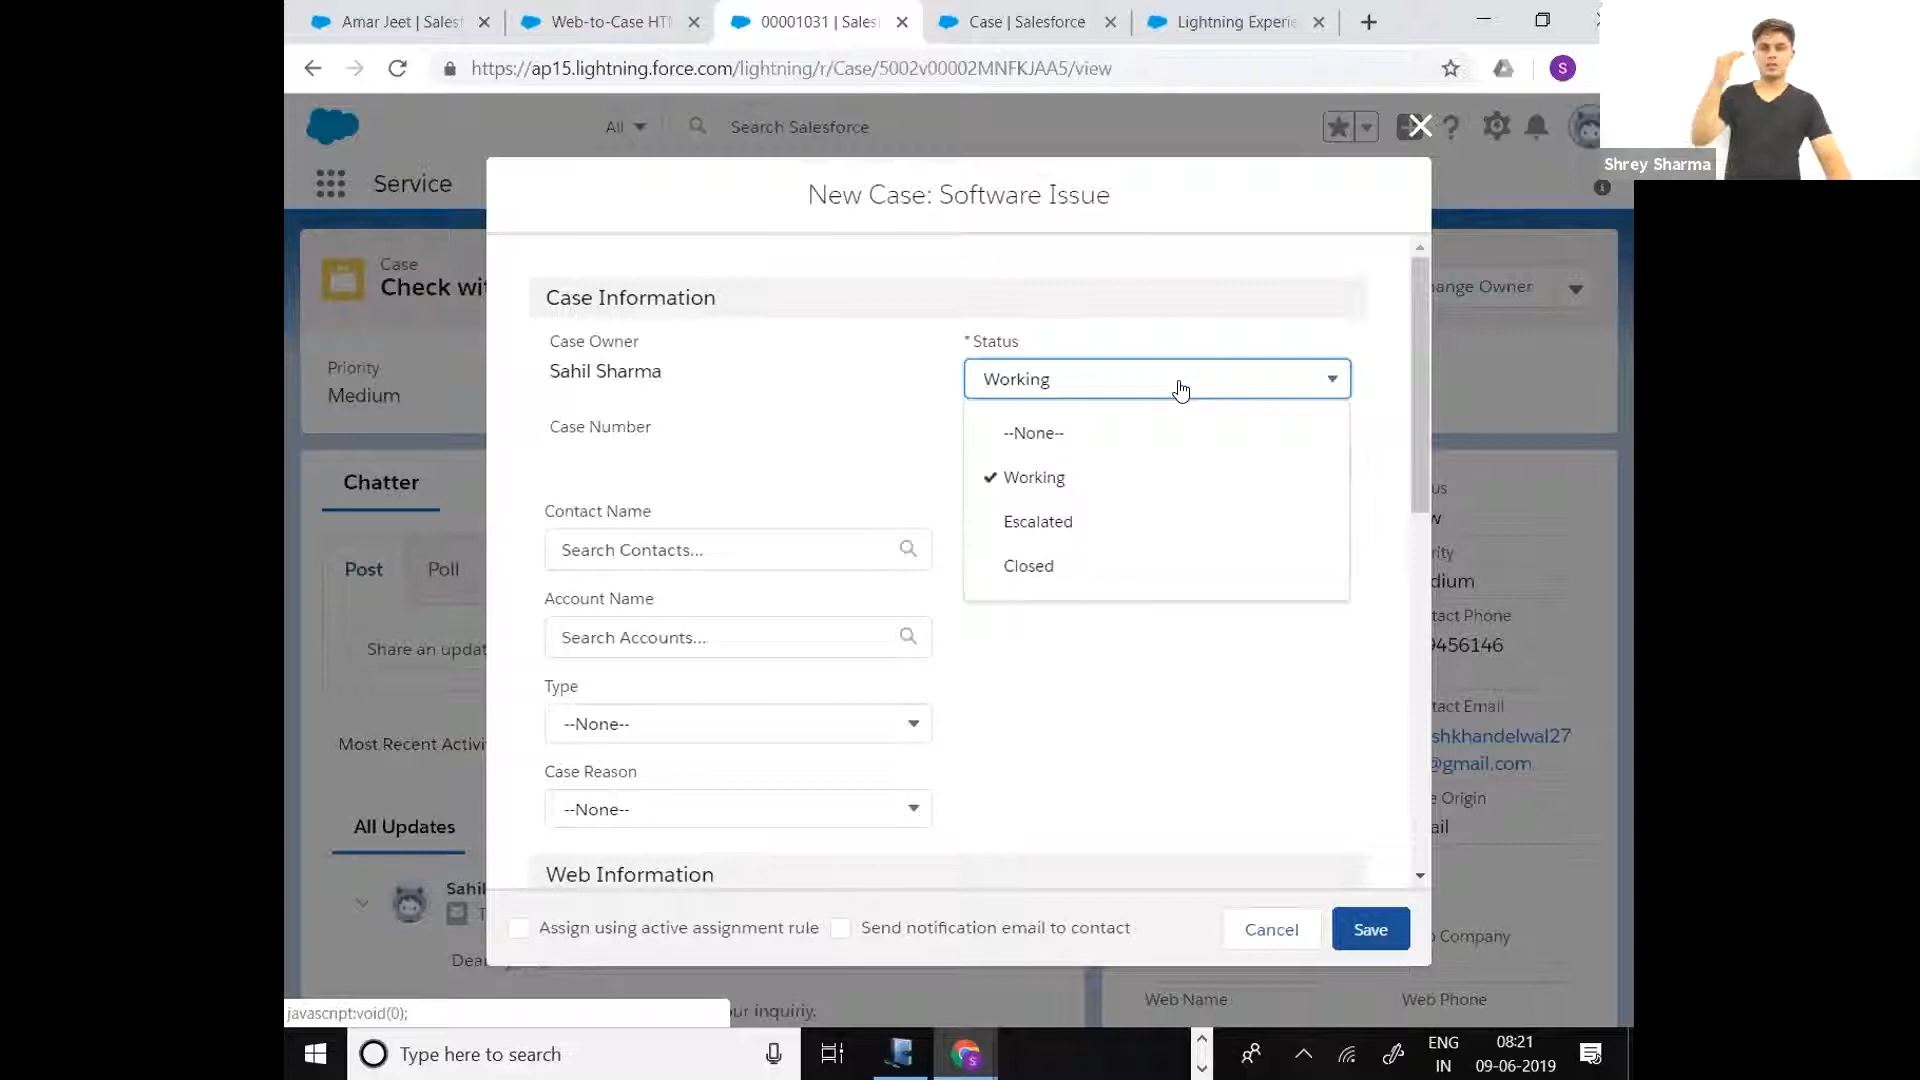 Amar Jeet | Salesf
Web-to-Case HTM
00001031 | Salesf
Case | Salesforce
Lightning Experie
https://ap15.lightning.force.com/lightning/r/Case/5002v00002MNFKJAA5/view
S
Shrey Sharma
All
Search Salesforce
Service
New Case: Software Issue
Case
Check wit
Change Owner
Priority
Medium
Case Information
Case Owner
Sahil Sharma
* Status
Working
--None--
Working
Escalated
Closed
Case Number
Contact Name
Search Contacts...
Account Name
Search Accounts...
Type
--None--
Case Reason
--None--
Web Information
Assign using active assignment rule
Send notification email to contact
Cancel
Save
Chatter
Post
Poll
Share an updat
Most Recent Activi
All Updates
Sahil
Dear
our inquiriy.
us
w
rity
dium
tact Phone
9456146
tact Email
shkhandelwal27
@gmail.com
e Origin
ail
Company
Web Name
Web Phone
javascript:void(0);
Type here to search
ENG
IN
08:21
09-06-2019